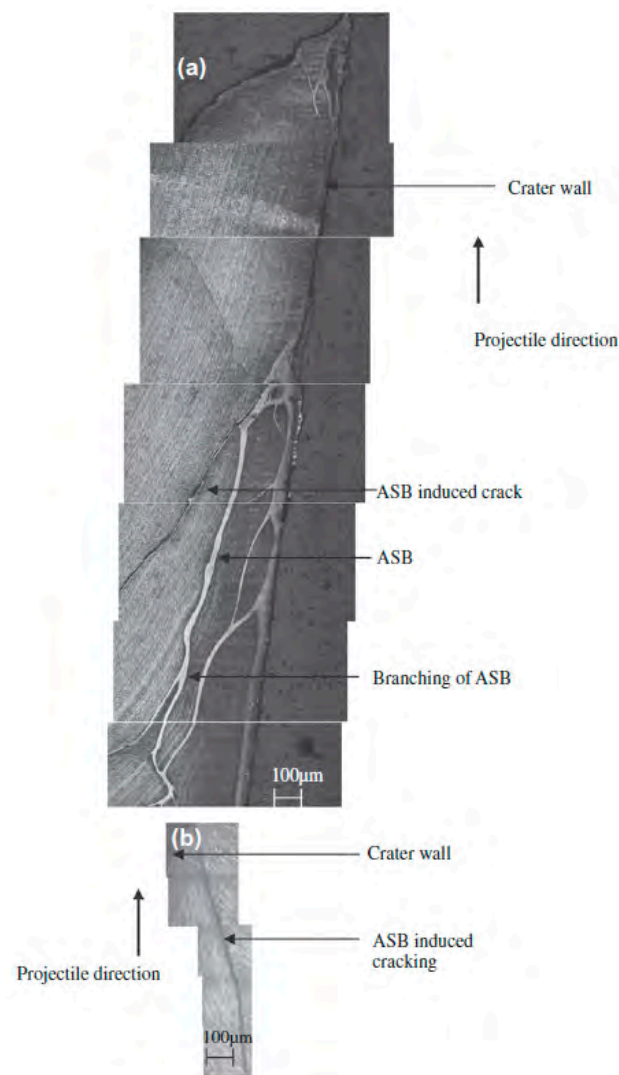 (a)
Crater wall
Projectile direction
ASB induced crack
ASB
Branching of ASB
100μm
(b)
Crater wall
ASB induced
cracking
Projectile direction
100μm